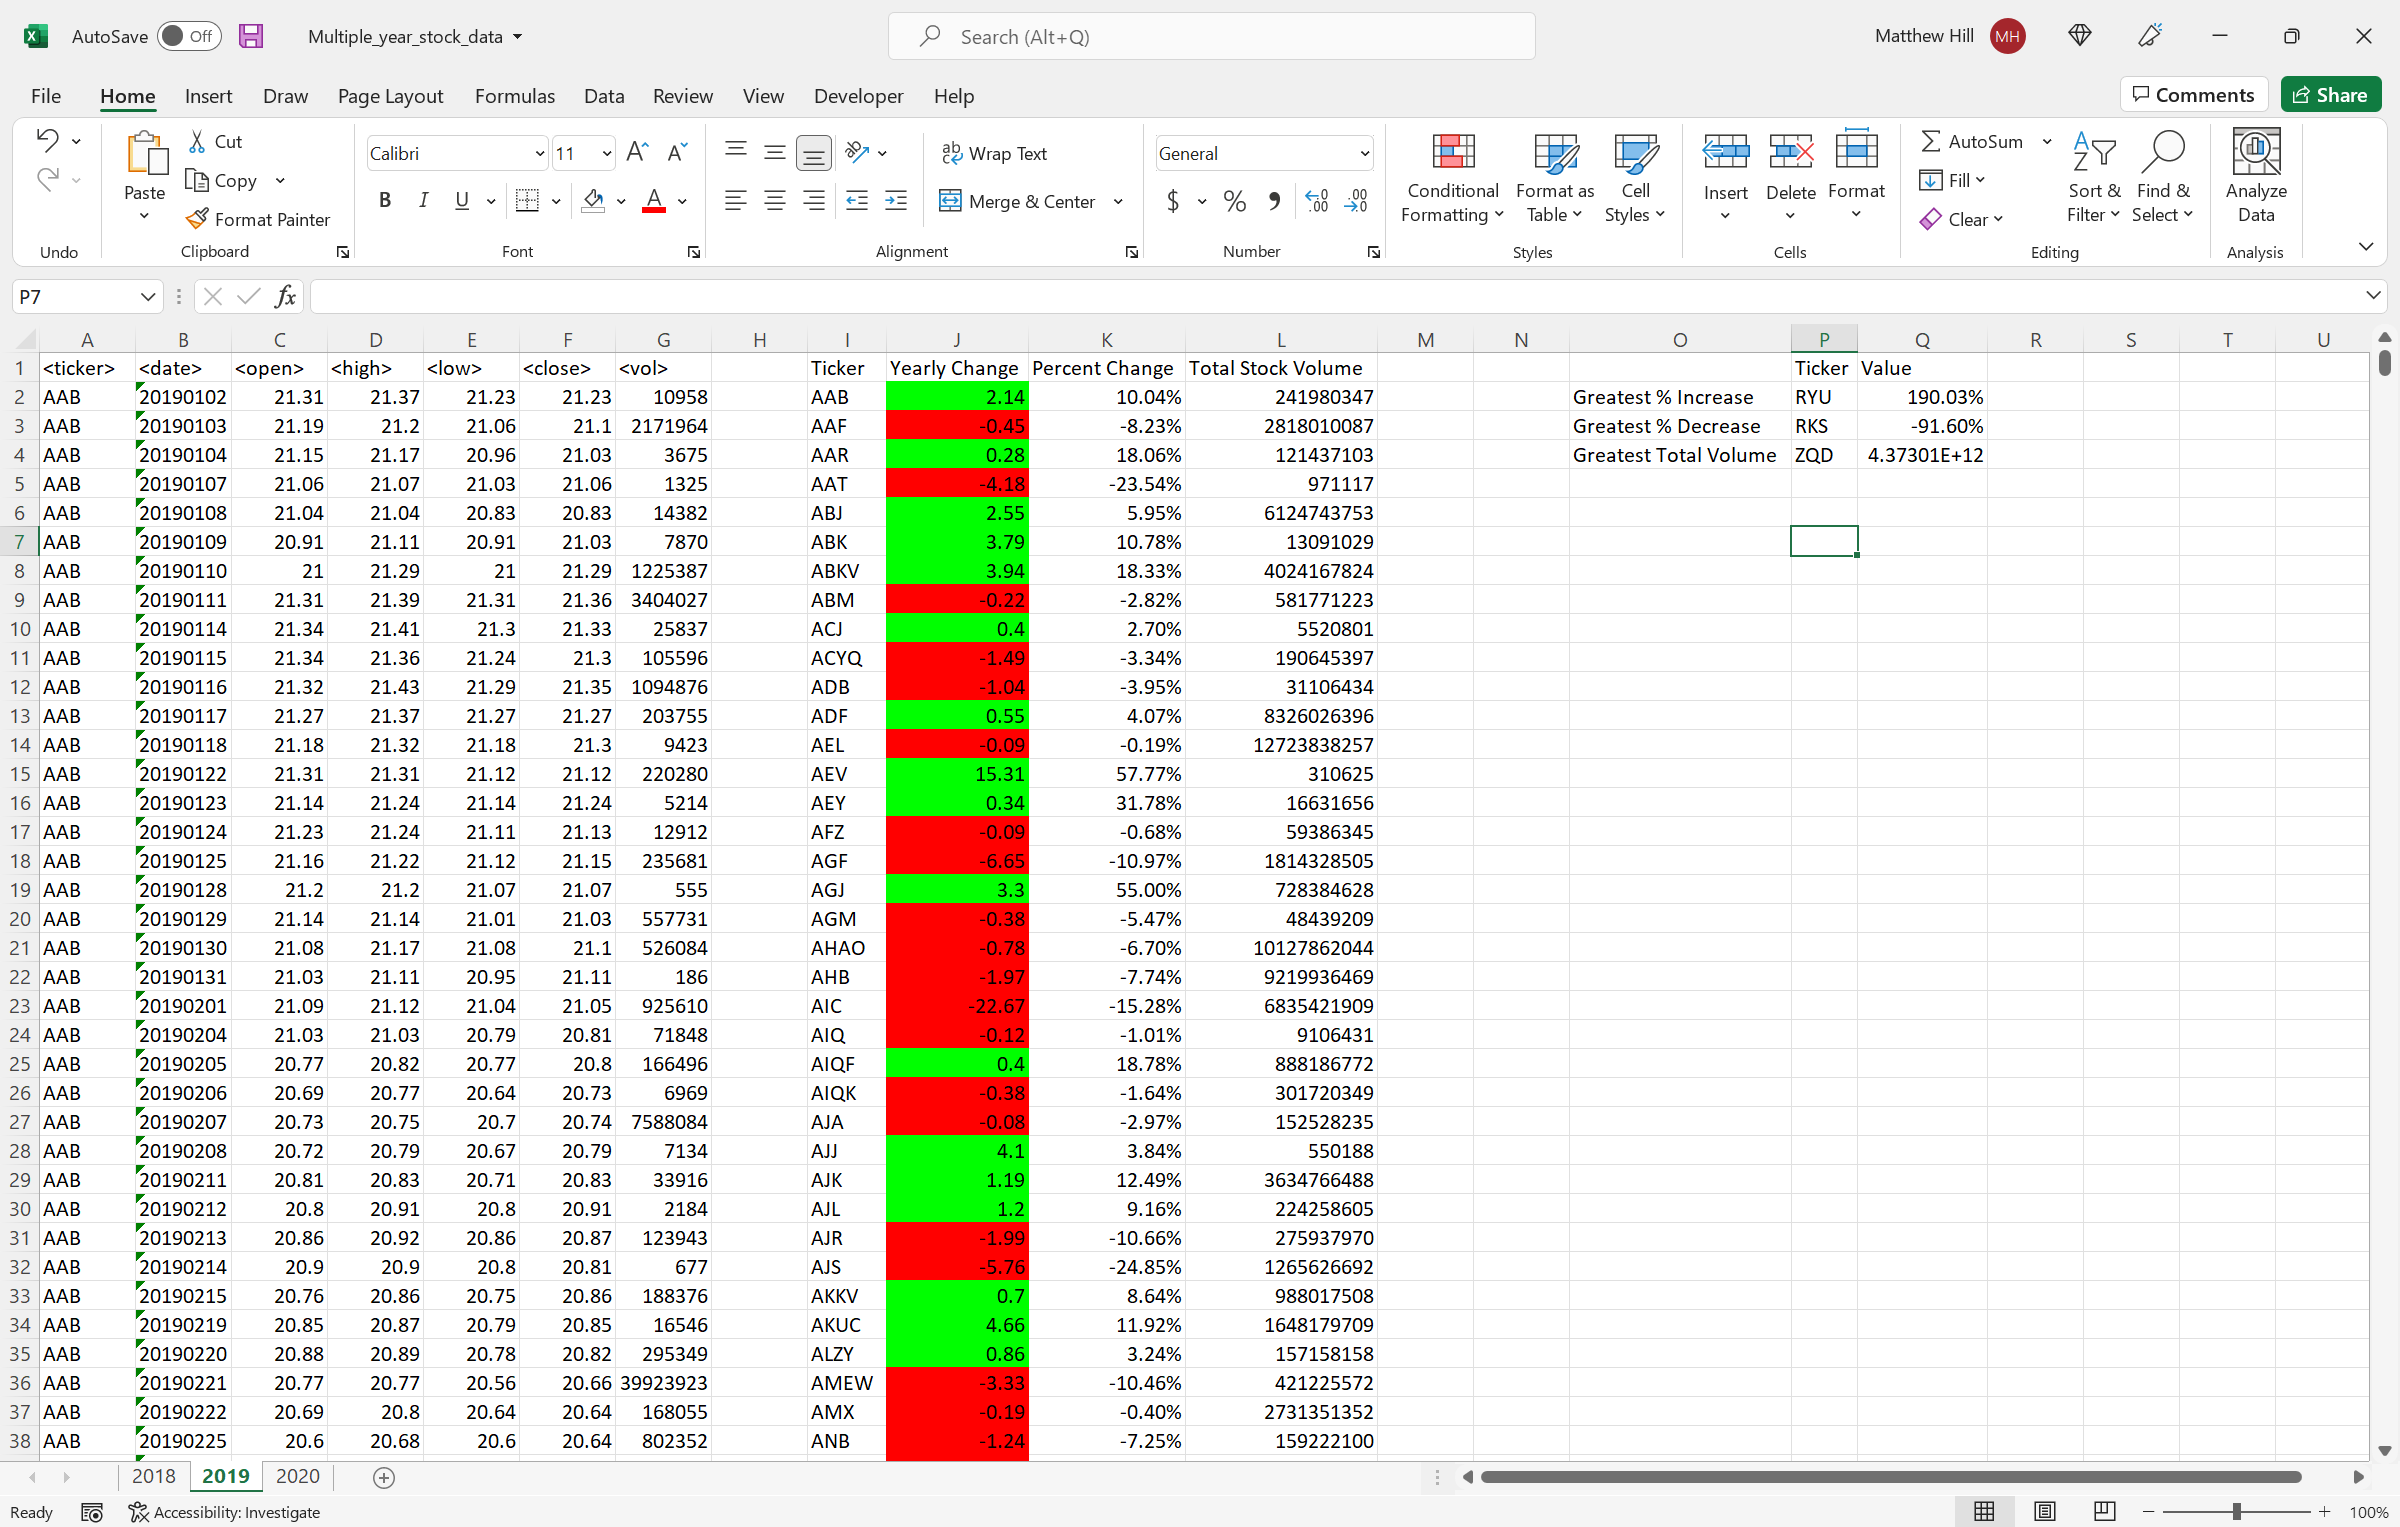 AutoSave Off Multiple_year_stock_data Search (Alt+Q) Matthew Hill MH
File Home Insert Draw Page Layout Formulas Data Review View Developer Help Comments Share
Undo
Paste Cut Copy Format Painter Clipboard
Calibri 11 B I U A Font
ab Wrap Text Merge & Center Alignment
General $ % Number
Conditional Formatting Format as Table Cell Styles Styles
Insert Delete Format Cells
AutoSum Fill Clear Sort & Filter Find & Select Editing
Analyze Data Analysis
P7 fx
A B C D E F G H I J K L M N O P Q R S T U
1 <ticker> <date> <open> <high> <low> <close> <vol> Ticker Yearly Change Percent Change Total Stock Volume Ticker Value
2 AAB 20190102 21.31 21.37 21.23 21.23 10958 AAB 2.14 10.04% 241980347 Greatest % Increase RYU 190.03%
3 AAB 20190103 21.19 21.2 21.06 21.1 2171964 AAF -0.45 -8.23% 2818010087 Greatest % Decrease RKS -91.60%
4 AAB 20190104 21.15 21.17 20.96 21.03 3675 AAR 0.28 18.06% 121437103 Greatest Total Volume ZQD 4.37301E+12
5 AAB 20190107 21.06 21.07 21.03 21.06 1325 AAT -4.18 -23.54% 971117
6 AAB 20190108 21.04 21.04 20.83 20.83 14382 ABJ 2.55 5.95% 6124743753
7 AAB 20190109 20.91 21.11 20.91 21.03 7870 ABK 3.79 10.78% 13091029
8 AAB 20190110 21 21.29 21 21.29 1225387 ABKV 3.94 18.33% 4024167824
9 AAB 20190111 21.31 21.39 21.31 21.36 3404027 ABM -0.22 -2.82% 581771223
10 AAB 20190114 21.34 21.41 21.3 21.33 25837 ACJ 0.4 2.70% 5520801
11 AAB 20190115 21.34 21.36 21.24 21.3 105596 ACYQ -1.49 -3.34% 190645397
12 AAB 20190116 21.32 21.43 21.29 21.35 1094876 ADB -1.04 -3.95% 31106434
13 AAB 20190117 21.27 21.37 21.27 21.27 203755 ADF 0.55 4.07% 8326026396
14 AAB 20190118 21.18 21.32 21.18 21.3 9423 AEL -0.09 -0.19% 12723838257
15 AAB 20190122 21.31 21.31 21.12 21.12 220280 AEV 15.31 57.77% 310625
16 AAB 20190123 21.14 21.24 21.14 21.24 5214 AEY 0.34 31.78% 16631656
17 AAB 20190124 21.23 21.24 21.11 21.13 12912 AFZ -0.09 -0.68% 59386345
18 AAB 20190125 21.16 21.22 21.12 21.15 235681 AGF -6.65 -10.97% 1814328505
19 AAB 20190128 21.2 21.2 21.07 21.07 555 AGJ 3.3 55.00% 728384628
20 AAB 20190129 21.14 21.14 21.01 21.03 557731 AGM -0.38 -5.47% 48439209
21 AAB 20190130 21.08 21.17 21.08 21.1 526084 AHAO -0.78 -6.70% 10127862044
22 AAB 20190131 21.03 21.11 20.95 21.11 186 AHB -1.97 -7.74% 9219936469
23 AAB 20190201 21.09 21.12 21.04 21.05 925610 AIC -22.67 -15.28% 6835421909
24 AAB 20190204 21.03 21.03 20.79 20.81 71848 AIQ -0.12 -1.01% 9106431
25 AAB 20190205 20.77 20.82 20.77 20.8 166496 AIQF 0.4 18.78% 888186772
26 AAB 20190206 20.69 20.77 20.64 20.73 6969 AIQK -0.38 -1.64% 301720349
27 AAB 20190207 20.73 20.75 20.7 20.74 7588084 AJA -0.08 -2.97% 152528235
28 AAB 20190208 20.72 20.79 20.67 20.79 7134 AJJ 4.1 3.84% 550188
29 AAB 20190211 20.81 20.83 20.71 20.83 33916 AJK 1.19 12.49% 3634766488
30 AAB 20190212 20.8 20.91 20.8 20.91 2184 AJL 1.2 9.16% 224258605
31 AAB 20190213 20.86 20.92 20.86 20.87 123943 AJR -1.99 -10.66% 275937970
32 AAB 20190214 20.9 20.9 20.8 20.81 677 AJS -5.76 -24.85% 1265626692
33 AAB 20190215 20.76 20.86 20.75 20.86 188376 AKKV 0.7 8.64% 988017508
34 AAB 20190219 20.85 20.87 20.79 20.85 16546 AKUC 4.66 11.92% 1648179709
35 AAB 20190220 20.88 20.89 20.78 20.82 295349 ALZY 0.86 3.24% 157158158
36 AAB 20190221 20.77 20.77 20.56 20.66 39923923 AMEW -3.33 -10.46% 421225572
37 AAB 20190222 20.69 20.8 20.64 20.64 168055 AMX -0.19 -0.40% 2731351352
38 AAB 20190225 20.6 20.68 20.6 20.64 802352 ANB -1.24 -7.25% 159222100
2018 2019 2020
Ready Accessibility: Investigate 100%